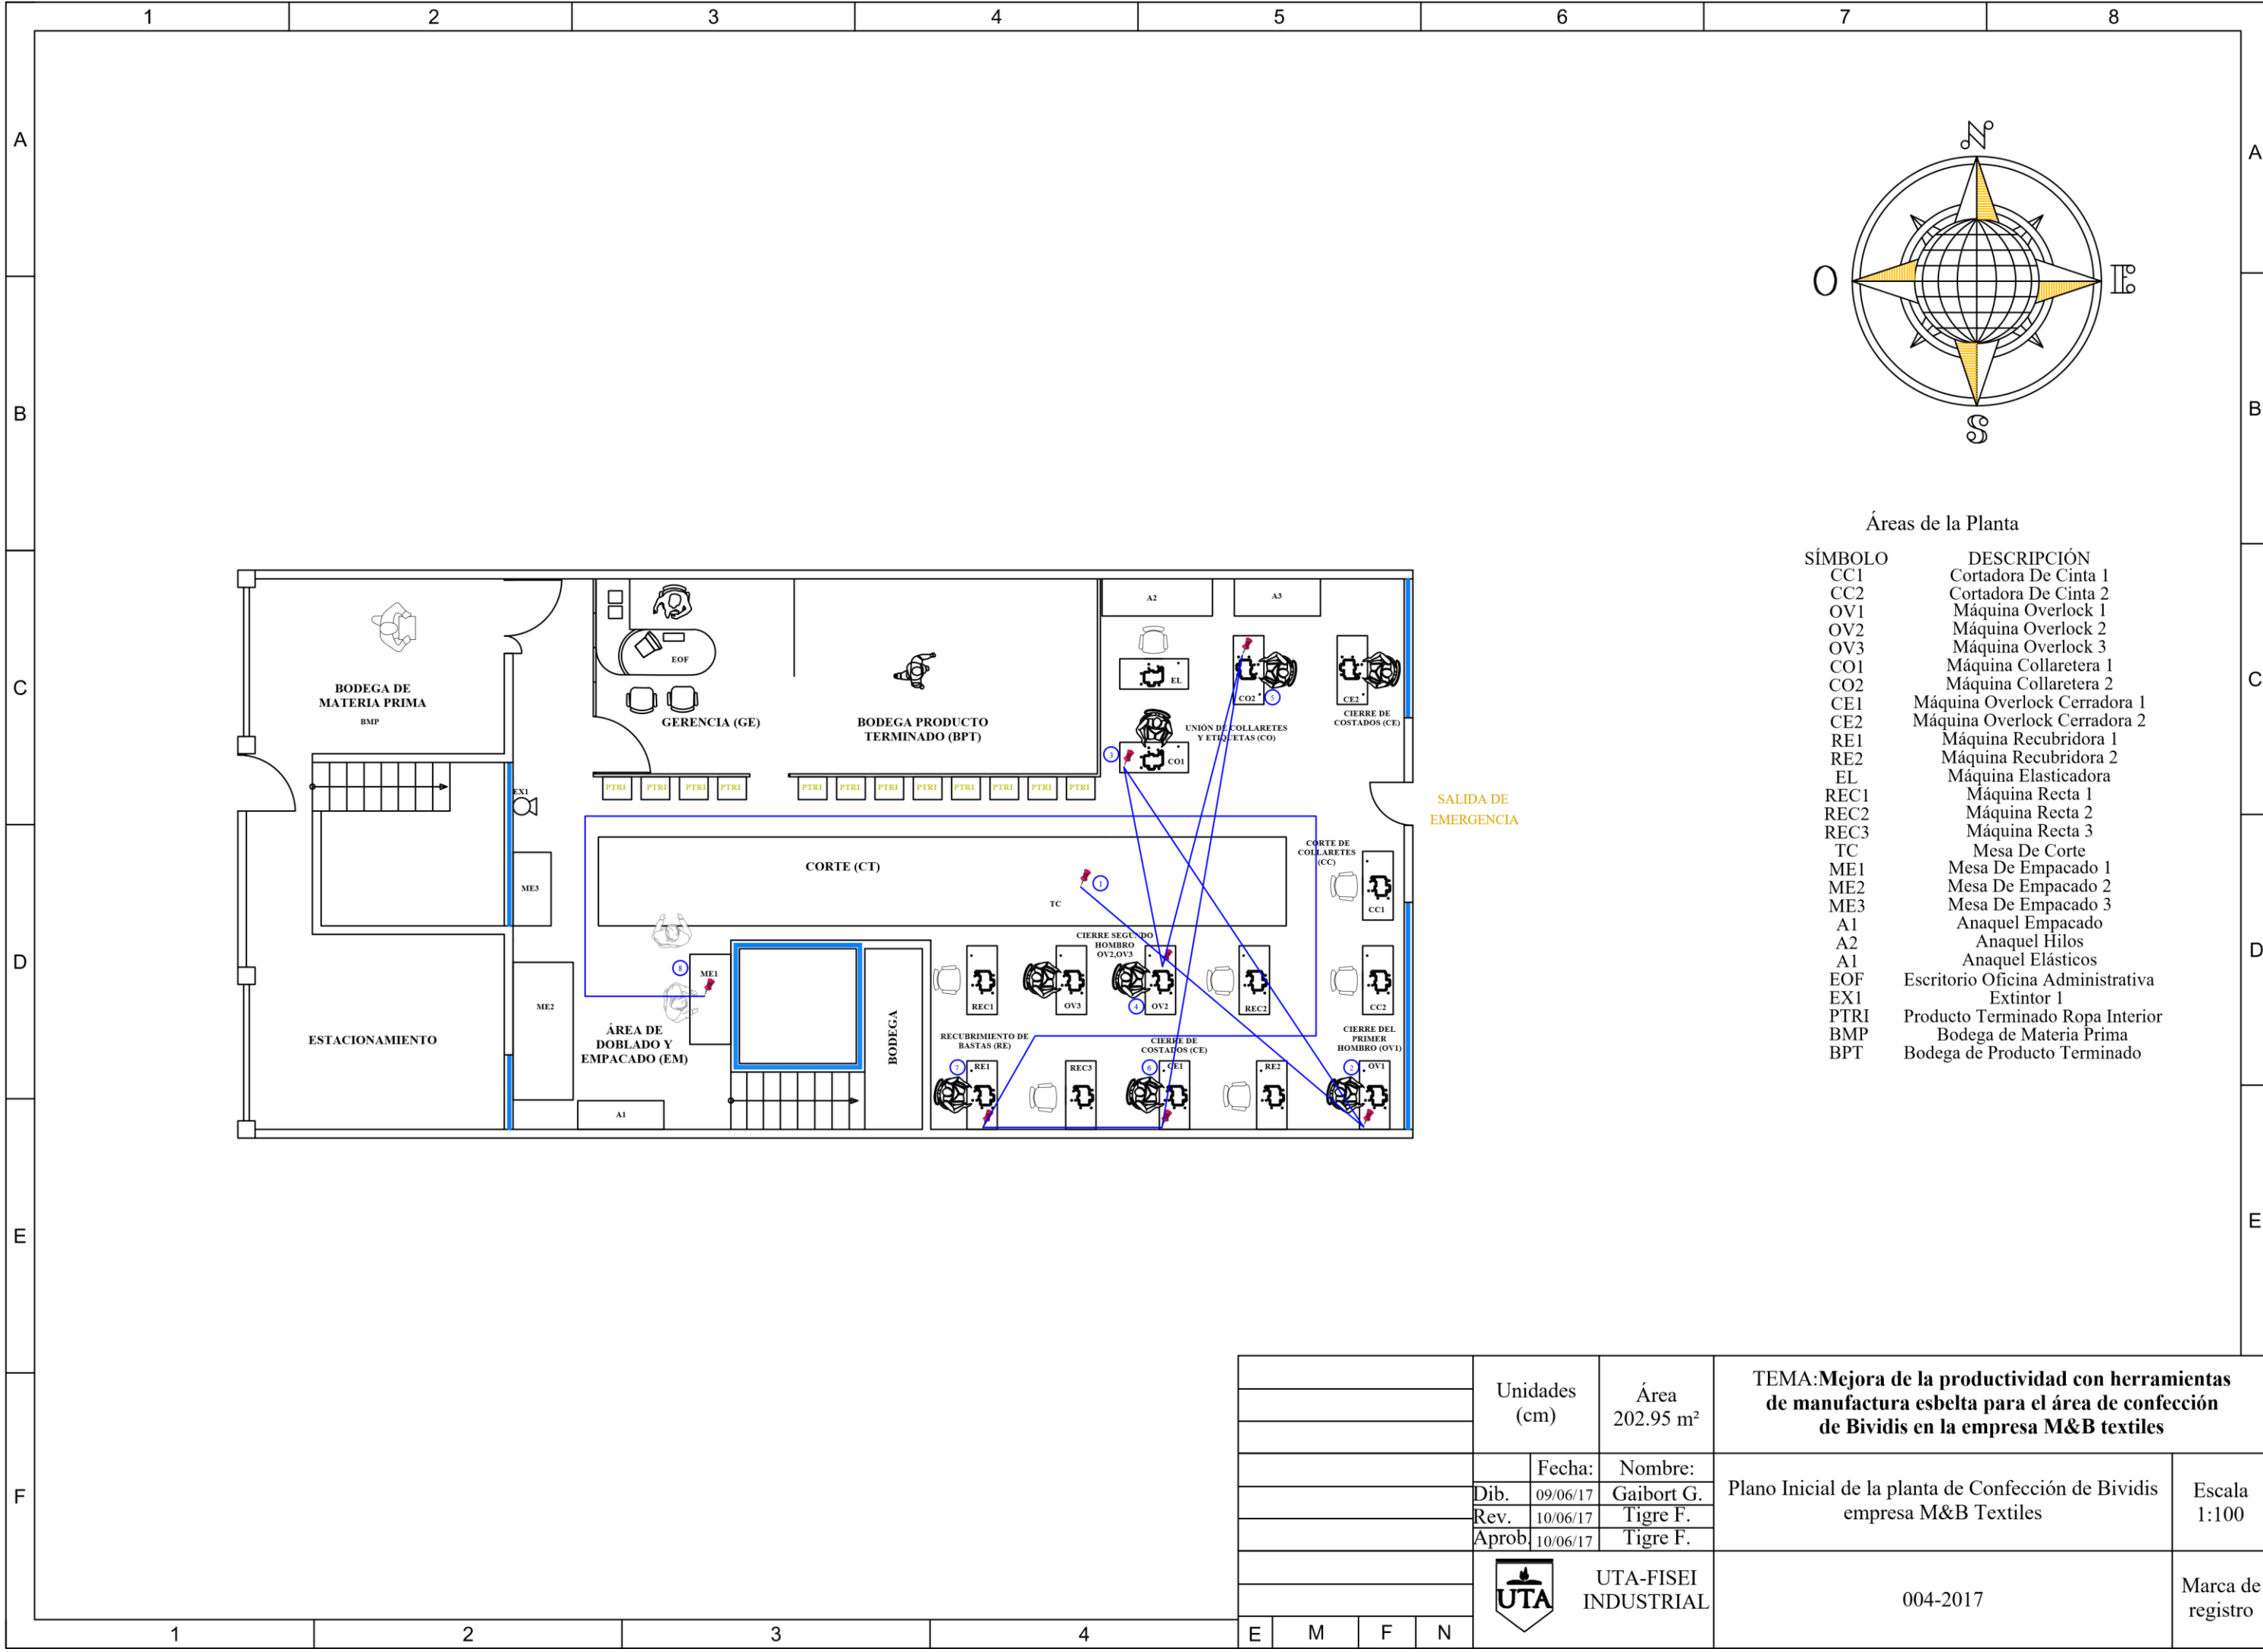 1 2 3 4 5 6 7 8
A
A
B
B
C
C
D
D
E
E
F
N
O
E
S
Áreas de la Planta
SÍMBOLO DESCRIPCIÓN
CC1 Cortadora De Cinta 1
CC2 Cortadora De Cinta 2
OV1 Máquina Overlock 1
OV2 Máquina Overlock 2
OV3 Máquina Overlock 3
CO1 Máquina Collaretera 1
CO2 Máquina Collaretera 2
CE1 Máquina Overlock Cerradora 1
CE2 Máquina Overlock Cerradora 2
RE1 Máquina Recubridora 1
RE2 Máquina Recubridora 2
EL Máquina Elasticadora
REC1 Máquina Recta 1
REC2 Máquina Recta 2
REC3 Máquina Recta 3
TC Mesa De Corte
ME1 Mesa De Empacado 1
ME2 Mesa De Empacado 2
ME3 Mesa De Empacado 3
A1 Anaquel Empacado
A2 Anaquel Hilos
A1 Anaquel Elásticos
EOF Escritorio Oficina Administrativa
EX1 Extintor 1
PTRI Producto Terminado Ropa Interior
BMP Bodega de Materia Prima
BPT Bodega de Producto Terminado
A2
A3
EOF
EL
CO2
5
CE2
BODEGA DE
MATERIA PRIMA
BMP
GERENCIA (GE)
BODEGA PRODUCTO
TERMINADO (BPT)
UNIÓN DE COLLARETES
Y ETIQUETAS (CO)
CIERRE DE
COSTADOS (CE)
3
CO1
EX1
PTRI PTRI PTRI PTRI PTRI PTRI PTRI PTRI PTRI PTRI PTRI PTRI
SALIDA DE
EMERGENCIA
CORTE (CT)
CORTE DE
COLLARETES
(CC)
1
TC
ME3
CC1
CIERRE SEGUNDO
HOMBRO
OV2,OV3
8
ME1
ME2
REC1
OV3
4
OV2
REC2
CC2
ESTACIONAMIENTO
ÁREA DE
DOBLADO Y
EMPACADO (EM)
BODEGA
RECUBRIMIENTO DE
BASTAS (RE)
CIERRE DE
COSTADOS (CE)
CIERRE DEL
PRIMER
HOMBRO (OV1)
7
RE1
REC3
6
CE1
RE2
2
OV1
A1
Unidades
(cm)
Área
202.95 m²
TEMA:Mejora de la productividad con herramientas
de manufactura esbelta para el área de confección
de Bividis en la empresa M&B textiles
Fecha: Nombre:
Dib. 09/06/17 Gaibort G.
Rev. 10/06/17 Tigre F.
Aprob. 10/06/17 Tigre F.
Plano Inicial de la planta de Confección de Bividis
empresa M&B Textiles
Escala
1:100
UTA
UTA-FISEI
INDUSTRIAL
004-2017
Marca de
registro
1 2 3 4 E M F N